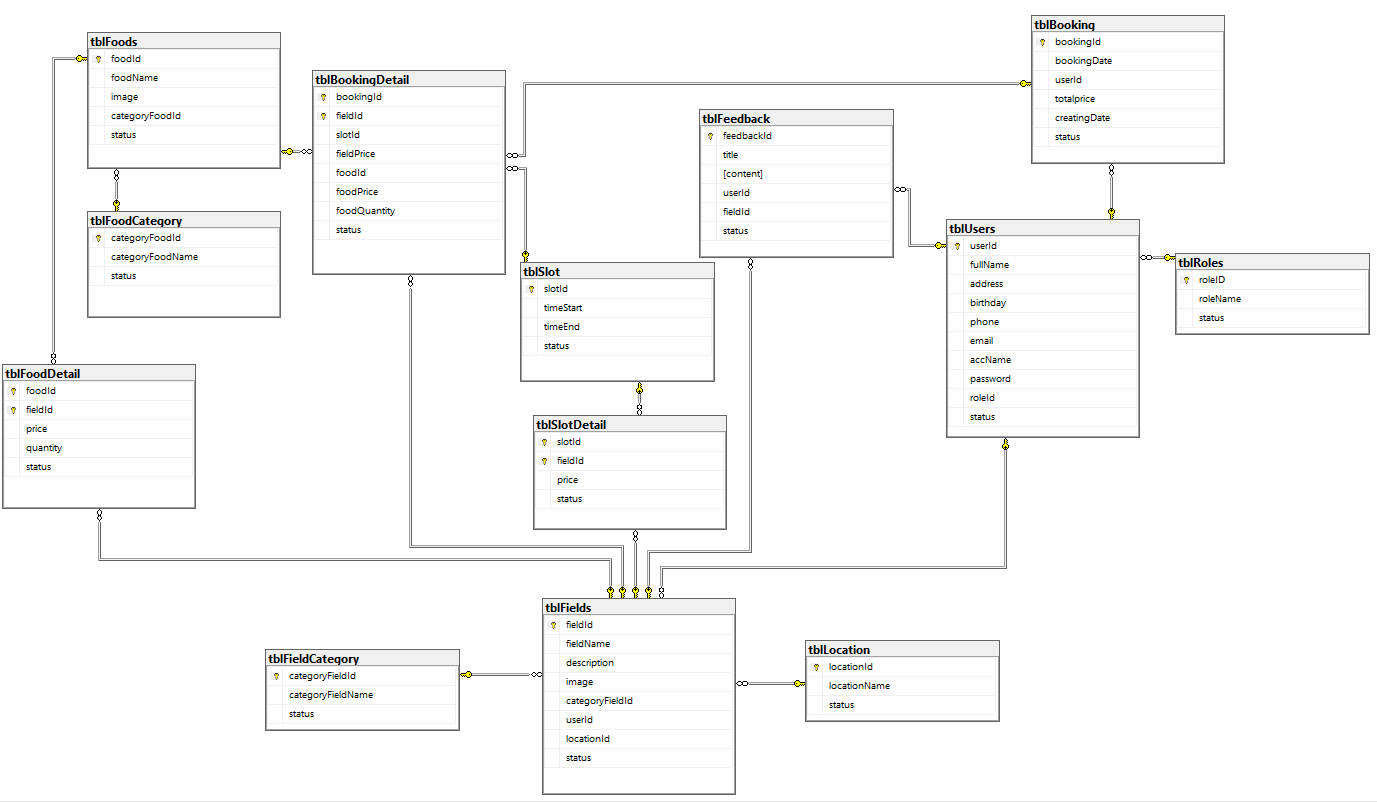 tblFoods
foodId
foodName
image
categoryFoodId
status
tblBookingDetail
bookingId
fieldId
slotId
fieldPrice
foodId
foodPrice
foodQuantity
status
tblBooking
bookingId
bookingDate
userId
totalprice
creatingDate
status
tblFeedback
feedbackId
title
[content]
userId
fieldId
status
tblFoodCategory
categoryFoodId
categoryFoodName
status
tblUsers
userId
fullName
address
birthday
phone
email
accName
password
roleId
status
tblRoles
roleID
roleName
status
tblSlot
slotId
timeStart
timeEnd
status
tblFoodDetail
foodId
fieldId
price
quantity
status
tblSlotDetail
slotId
fieldId
price
status
tblFields
fieldId
fieldName
description
image
categoryFieldId
userId
locationId
status
tblFieldCategory
categoryFieldId
categoryFieldName
status
tblLocation
locationId
locationName
status